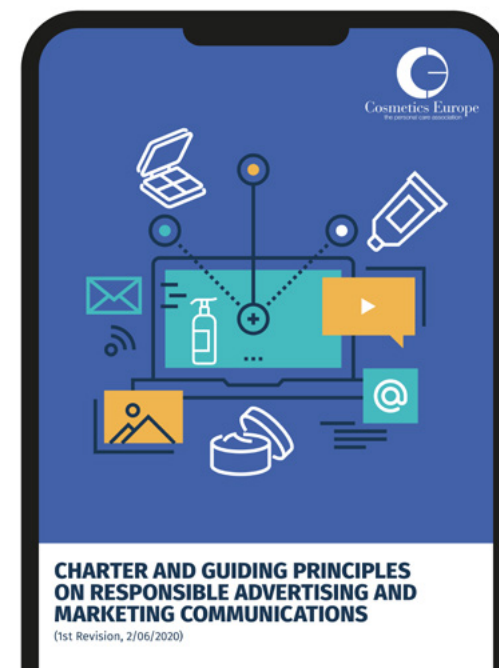 Cosmetics Europe
the personal care association
@
CHARTER AND GUIDING PRINCIPLES
ON RESPONSIBLE ADVERTISING AND
MARKETING COMMUNICATIONS
(1st Revision, 2/06/2020)